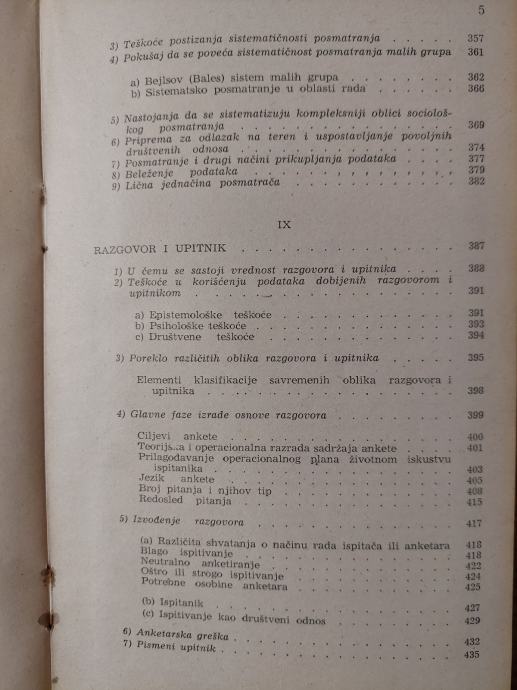 5
3) Teškoće postizanja sistematičnosti posmatranja . . . . . 357
4) Pokušaj da se poveća sistematičnost posmatranja malih grupa 361
a) Bejlsov (Bales) sistem malih grupa . . . . . . . . 362
b) Sistematsko posmatranje u oblasti rada . . . . . . . 366
5) Nastojanja da se sistematizuju kompleksniji oblici sociološ-
kog posmatranja . . . . . . . . . . . . . . . . 369
6) Priprema za odlazak na teren i uspostavljanje povoljnih
društvenih odnosa . . . . . . . . . . . . . . . . 374
7) Posmatranje i drugi načini prikupljanja podataka . . . . 377
8) Beleženje podataka . . . . . . . . . . . . . . . 379
9) Lična jednačina posmatrača . . . . . . . . . . . . 382
IX
RAZGOVOR I UPITNIK . . . . . . . . . . . . . . . . 387
1) U čemu se sastoji vrednost razgovora i upitnika . . . . 388
2) Teškoće u korišćenju podataka dobijenih razgovorom i
upitnikom . . . . . . . . . . . . . . . . . . . 391
a) Epistemološke teškoće . . . . . . . . . . . . . . 391
b) Psihološke teškoće . . . . . . . . . . . . . . . 393
c) Društvene teškoće . . . . . . . . . . . . . . . 394
3) Poreklo različitih oblika razgovora i upitnika . . . . . 395
Elementi klasifikacije savremenih oblika razgovora i
upitnika . . . . . . . . . . . . . . . . . . . 398
4) Glavne faze izrade osnove razgovora . . . . . . . . 399
Ciljevi ankete . . . . . . . . . . . . . . . . . 400
Teorijska i operacionalna razrada sadržaja ankete . . . . 401
Prilagođavanje operacionalnog plana životnom iskustvu
ispitanika . . . . . . . . . . . . . . . . . . 403
Jezik ankete . . . . . . . . . . . . . . . . . . 405
Broj pitanja i njihov tip . . . . . . . . . . . . . 408
Redosled pitanja . . . . . . . . . . . . . . . . 415
5) Izvođenje razgovora . . . . . . . . . . . . . . . 417
(a) Različita shvatanja o načinu rada ispitača ili anketara 418
Blago ispitivanje . . . . . . . . . . . . . . . . 418
Neutralno anketiranje . . . . . . . . . . . . . . 422
Oštro ili strogo ispitivanje . . . . . . . . . . . . 424
Potrebne osobine anketara . . . . . . . . . . . . 425
(b) Ispitanik . . . . . . . . . . . . . . . . . . 427
(c) Ispitivanje kao društveni odnos . . . . . . . . . 429
6) Anketarska greška . . . . . . . . . . . . . . . . 432
7) Pismeni upitnik . . . . . . . . . . . . . . . . . 435